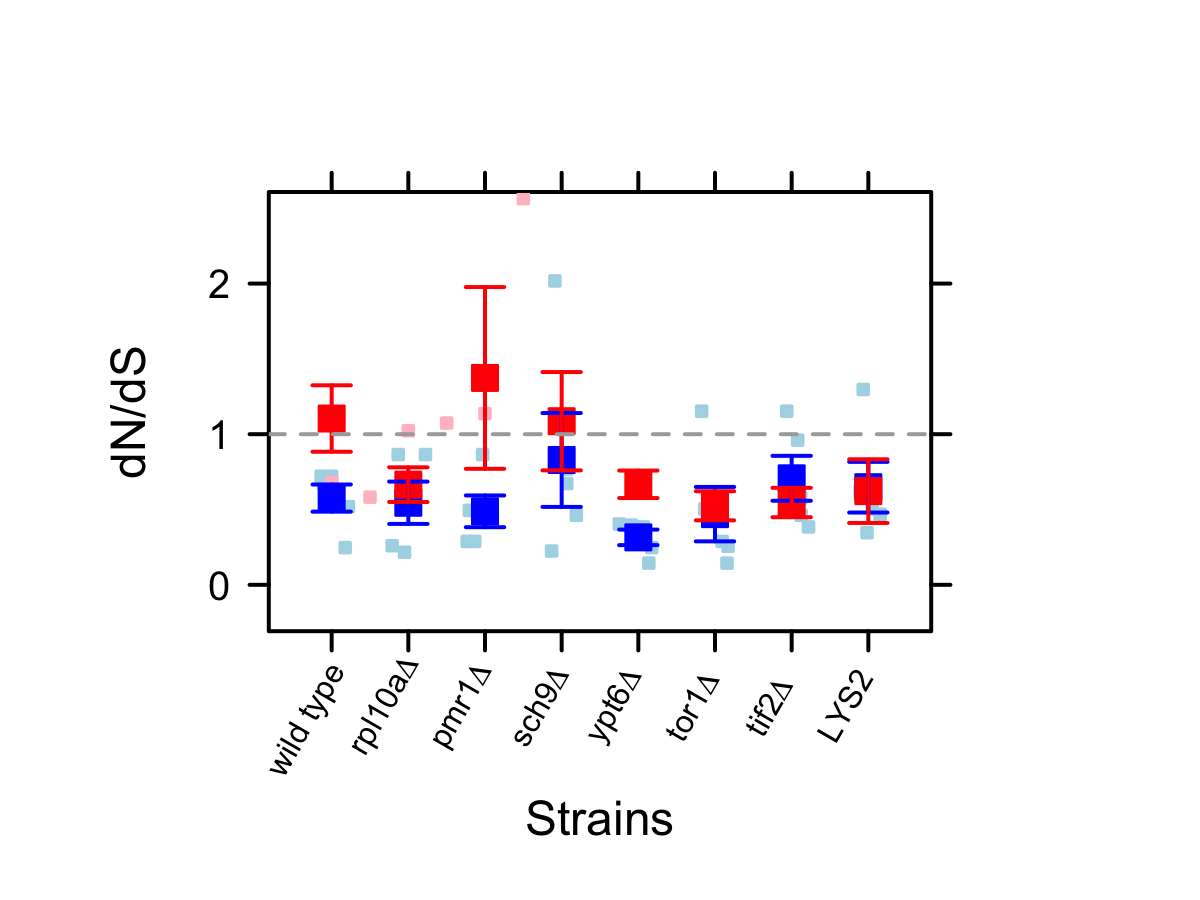 dN/dS
2
1
0
wild type
rpl10aΔ
pmr1Δ
sch9Δ
ypt6Δ
tor1Δ
tif2Δ
LYS2
Strains